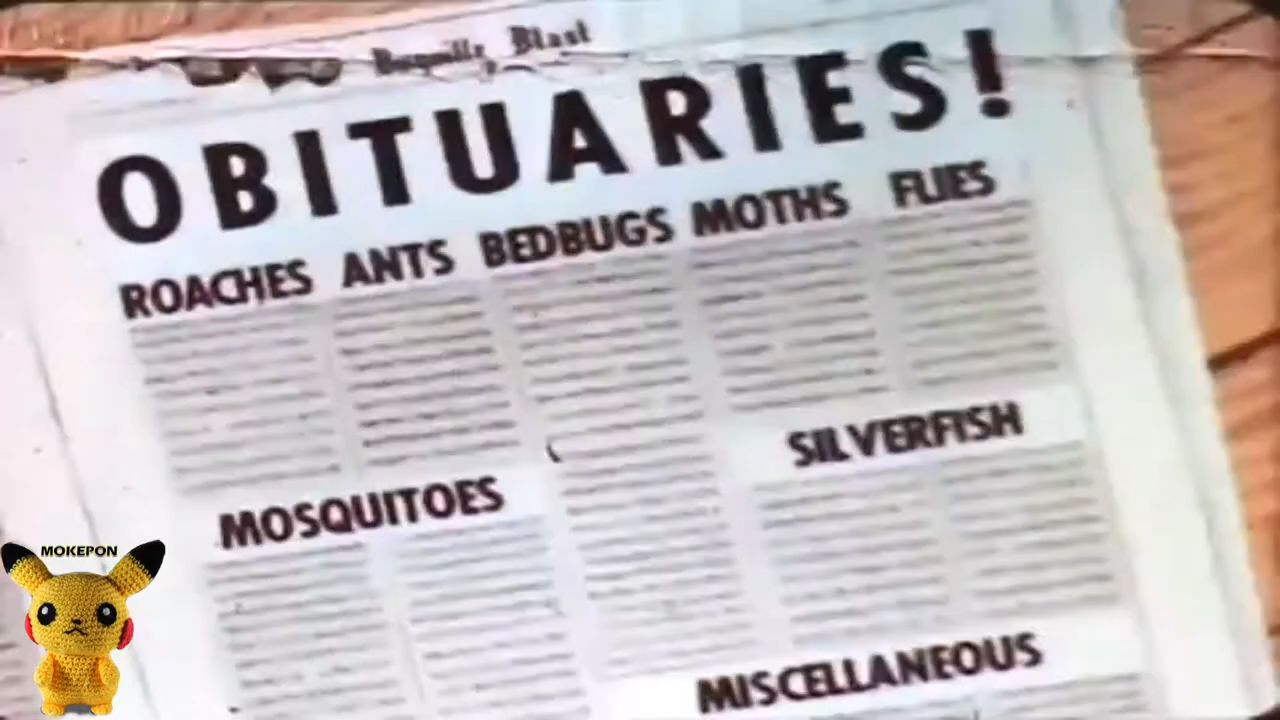 Bugville Blast
OBITUARIES!
ROACHES ANTS BEDBUGS MOTHS FLIES
SILVERFISH
MOSQUITOES
MISCELLANEOUS
MOKEPON